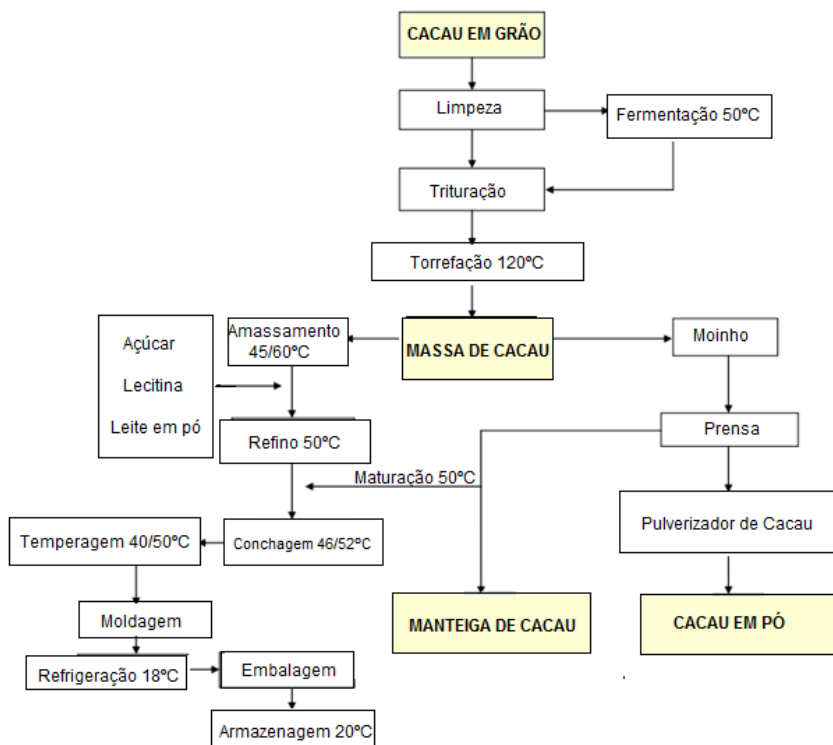 CACAU EM GRÃO
Limpeza
Fermentação 50ºC
Trituração
Torrefação 120ºC
Açúcar
Lecitina
Leite em pó
Amassamento
45/60ºC
MASSA DE CACAU
Moinho
Refino 50ºC
Prensa
Maturação 50ºC
Temperagem 40/50ºC
Conchagem 46/52ºC
Pulverizador de Cacau
Moldagem
MANTEIGA DE CACAU
CACAU EM PÓ
Refrigeração 18ºC
Embalagem
Armazenagem 20ºC